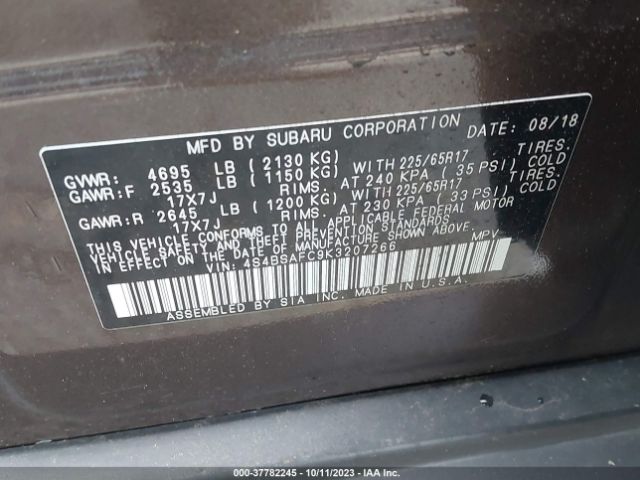 MFD BY SUBARU CORPORATION DATE: 08/18
GVWR: 4695 LB (2130 KG) TIRES.
GAWR:F 2535 LB (1150 KG) WITH 225/65R17
17X7J RIMS. AT 240 KPA (35 PSI) COLD
GAWR:R 2645 LB (1200 KG) WITH 225/65R17 TIRES.
17X7J RIMS. AT 230 KPA (33 PSI) COLD
THIS VEHICLE CONFORMS TO ALL APPLICABLE FEDERAL MOTOR
VEHICLE SAFETY AND THEFT PREVENTION STANDARDS
IN EFFECT ON THE DATE OF MANUFACTURE SHOWN ABOVE.
VIN: 4S4BSAFC9K3207266 MPV
ASSEMBLED BY SIA INC. MADE IN U.S.A.
000-37782245 - 10/11/2023 - IAAI.COM